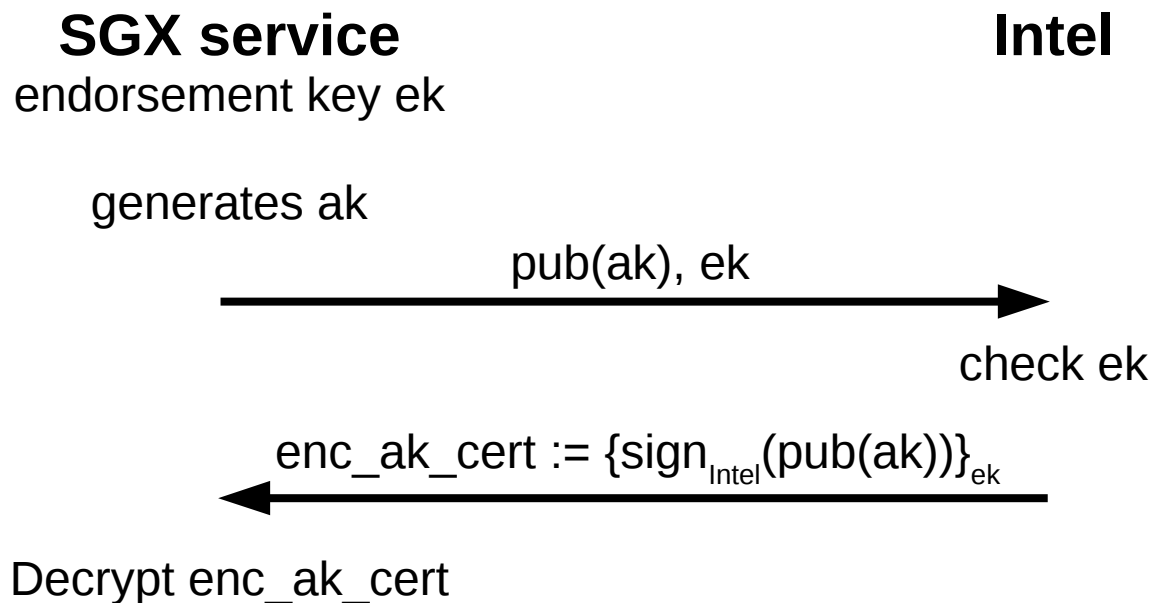 SGX service
Intel
endorsement key ek
generates ak
pub(ak), ek
check ek
enc_ak_cert := {sign_Intel(pub(ak))}_ek
Decrypt enc_ak_cert